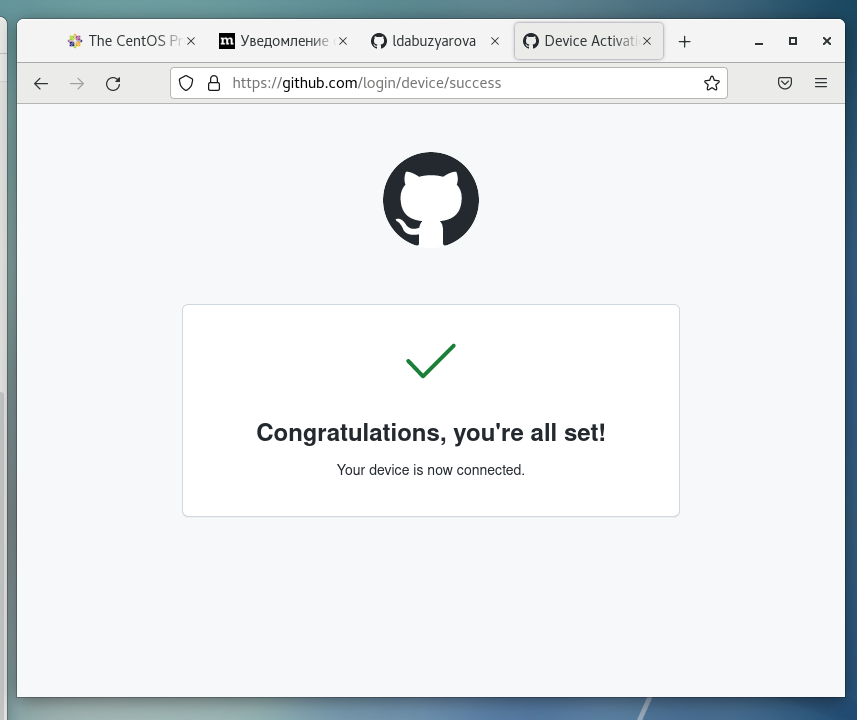 The CentOS Pr
m Уведомление
ldabuzyarova
Device Activati
https://github.com/login/device/success
Congratulations, you're all set!
Your device is now connected.